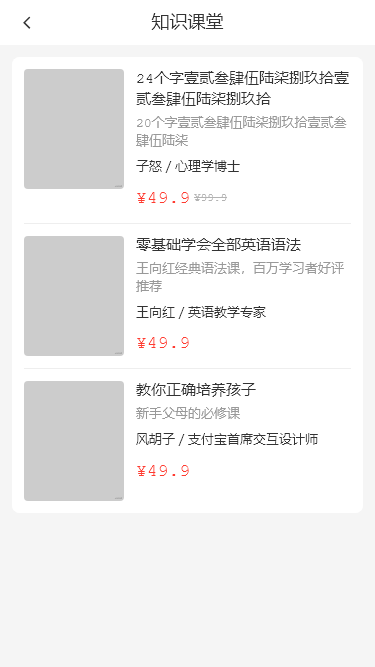 知识课堂
24个字壹贰叁肆伍陆柒捌玖拾壹
贰叁肆伍陆柒捌玖拾
20个字壹贰叁肆伍陆柒捌玖拾壹贰叁
肆伍陆柒
子怒 / 心理学博士
¥49.9 ¥99.9
零基础学会全部英语语法
王向红经典语法课，百万学习者好评
推荐
王向红 / 英语教学专家
¥49.9
教你正确培养孩子
新手父母的必修课
风胡子 / 支付宝首席交互设计师
¥49.9